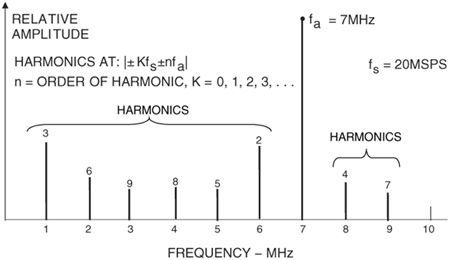 RELATIVE
AMPLITUDE
fa = 7MHz
HARMONICS AT: |±Kfs±nfa|
n = ORDER OF HARMONIC, K = 0, 1, 2, 3, . . .
fs = 20MSPS
HARMONICS
HARMONICS
3 6 9 8 5 2 4 7
1 2 3 4 5 6 7 8 9 10
FREQUENCY – MHz